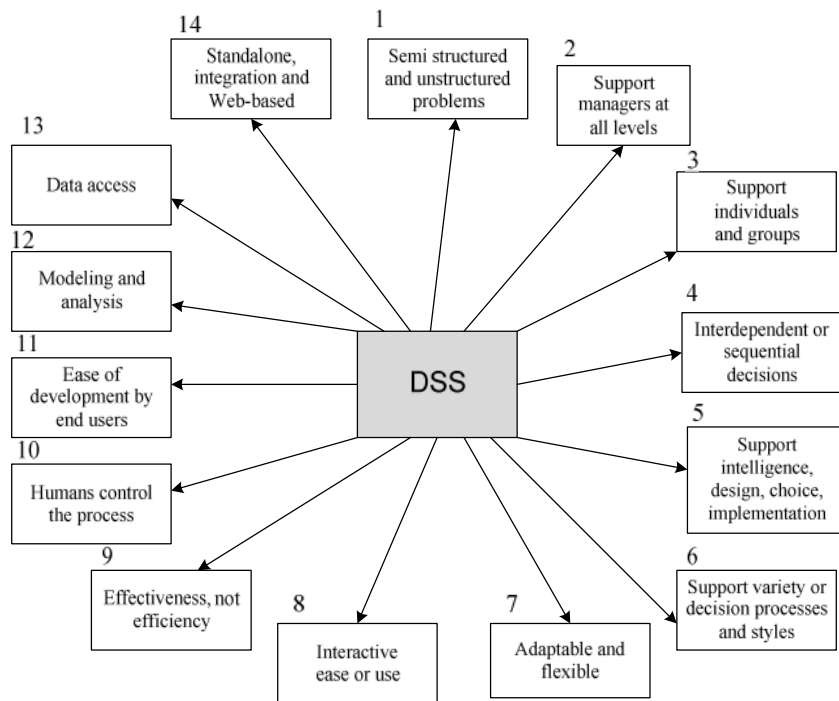 14
Standalone,
integration and
Web-based
1
Semi structured
and unstructured
problems
2
Support
managers at
all levels
13
Data access
3
Support
individuals
and groups
12
Modeling and
analysis
4
Interdependent or
sequential
decisions
DSS
11
Ease of
development by
end users
5
Support
intelligence,
design, choice,
implementation
10
Humans control
the process
9
Effectiveness, not
efficiency
8
Interactive
ease or use
7
Adaptable and
flexible
6
Support variety or
decision processes
and styles